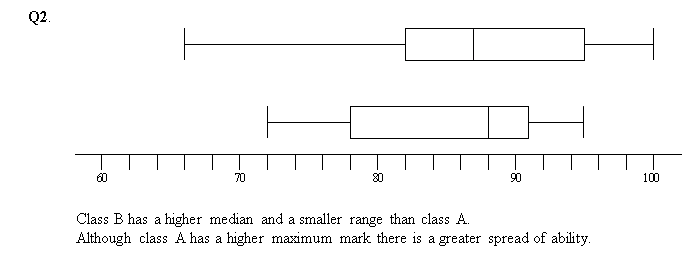 Q2.
60 70 80 90 100
Class B has a higher median and a smaller range than class A.
Although class A has a higher maximum mark there is a greater spread of ability.